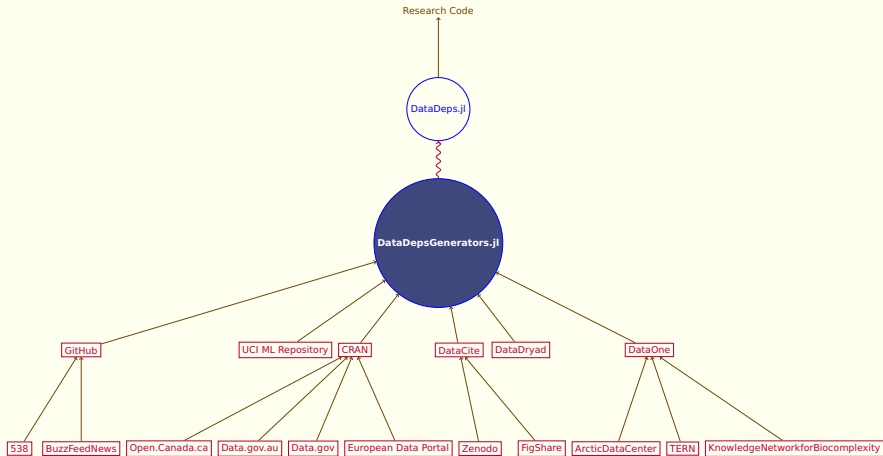 Research Code
DataDeps.jl
DataDepsGenerators.jl
GitHub
UCI ML Repository
CRAN
DataCite
DataDryad
DataOne
538
BuzzFeedNews
Open.Canada.ca
Data.gov.au
Data.gov
European Data Portal
Zenodo
FigShare
ArcticDataCenter
TERN
KnowledgeNetworkforBiocomplexity